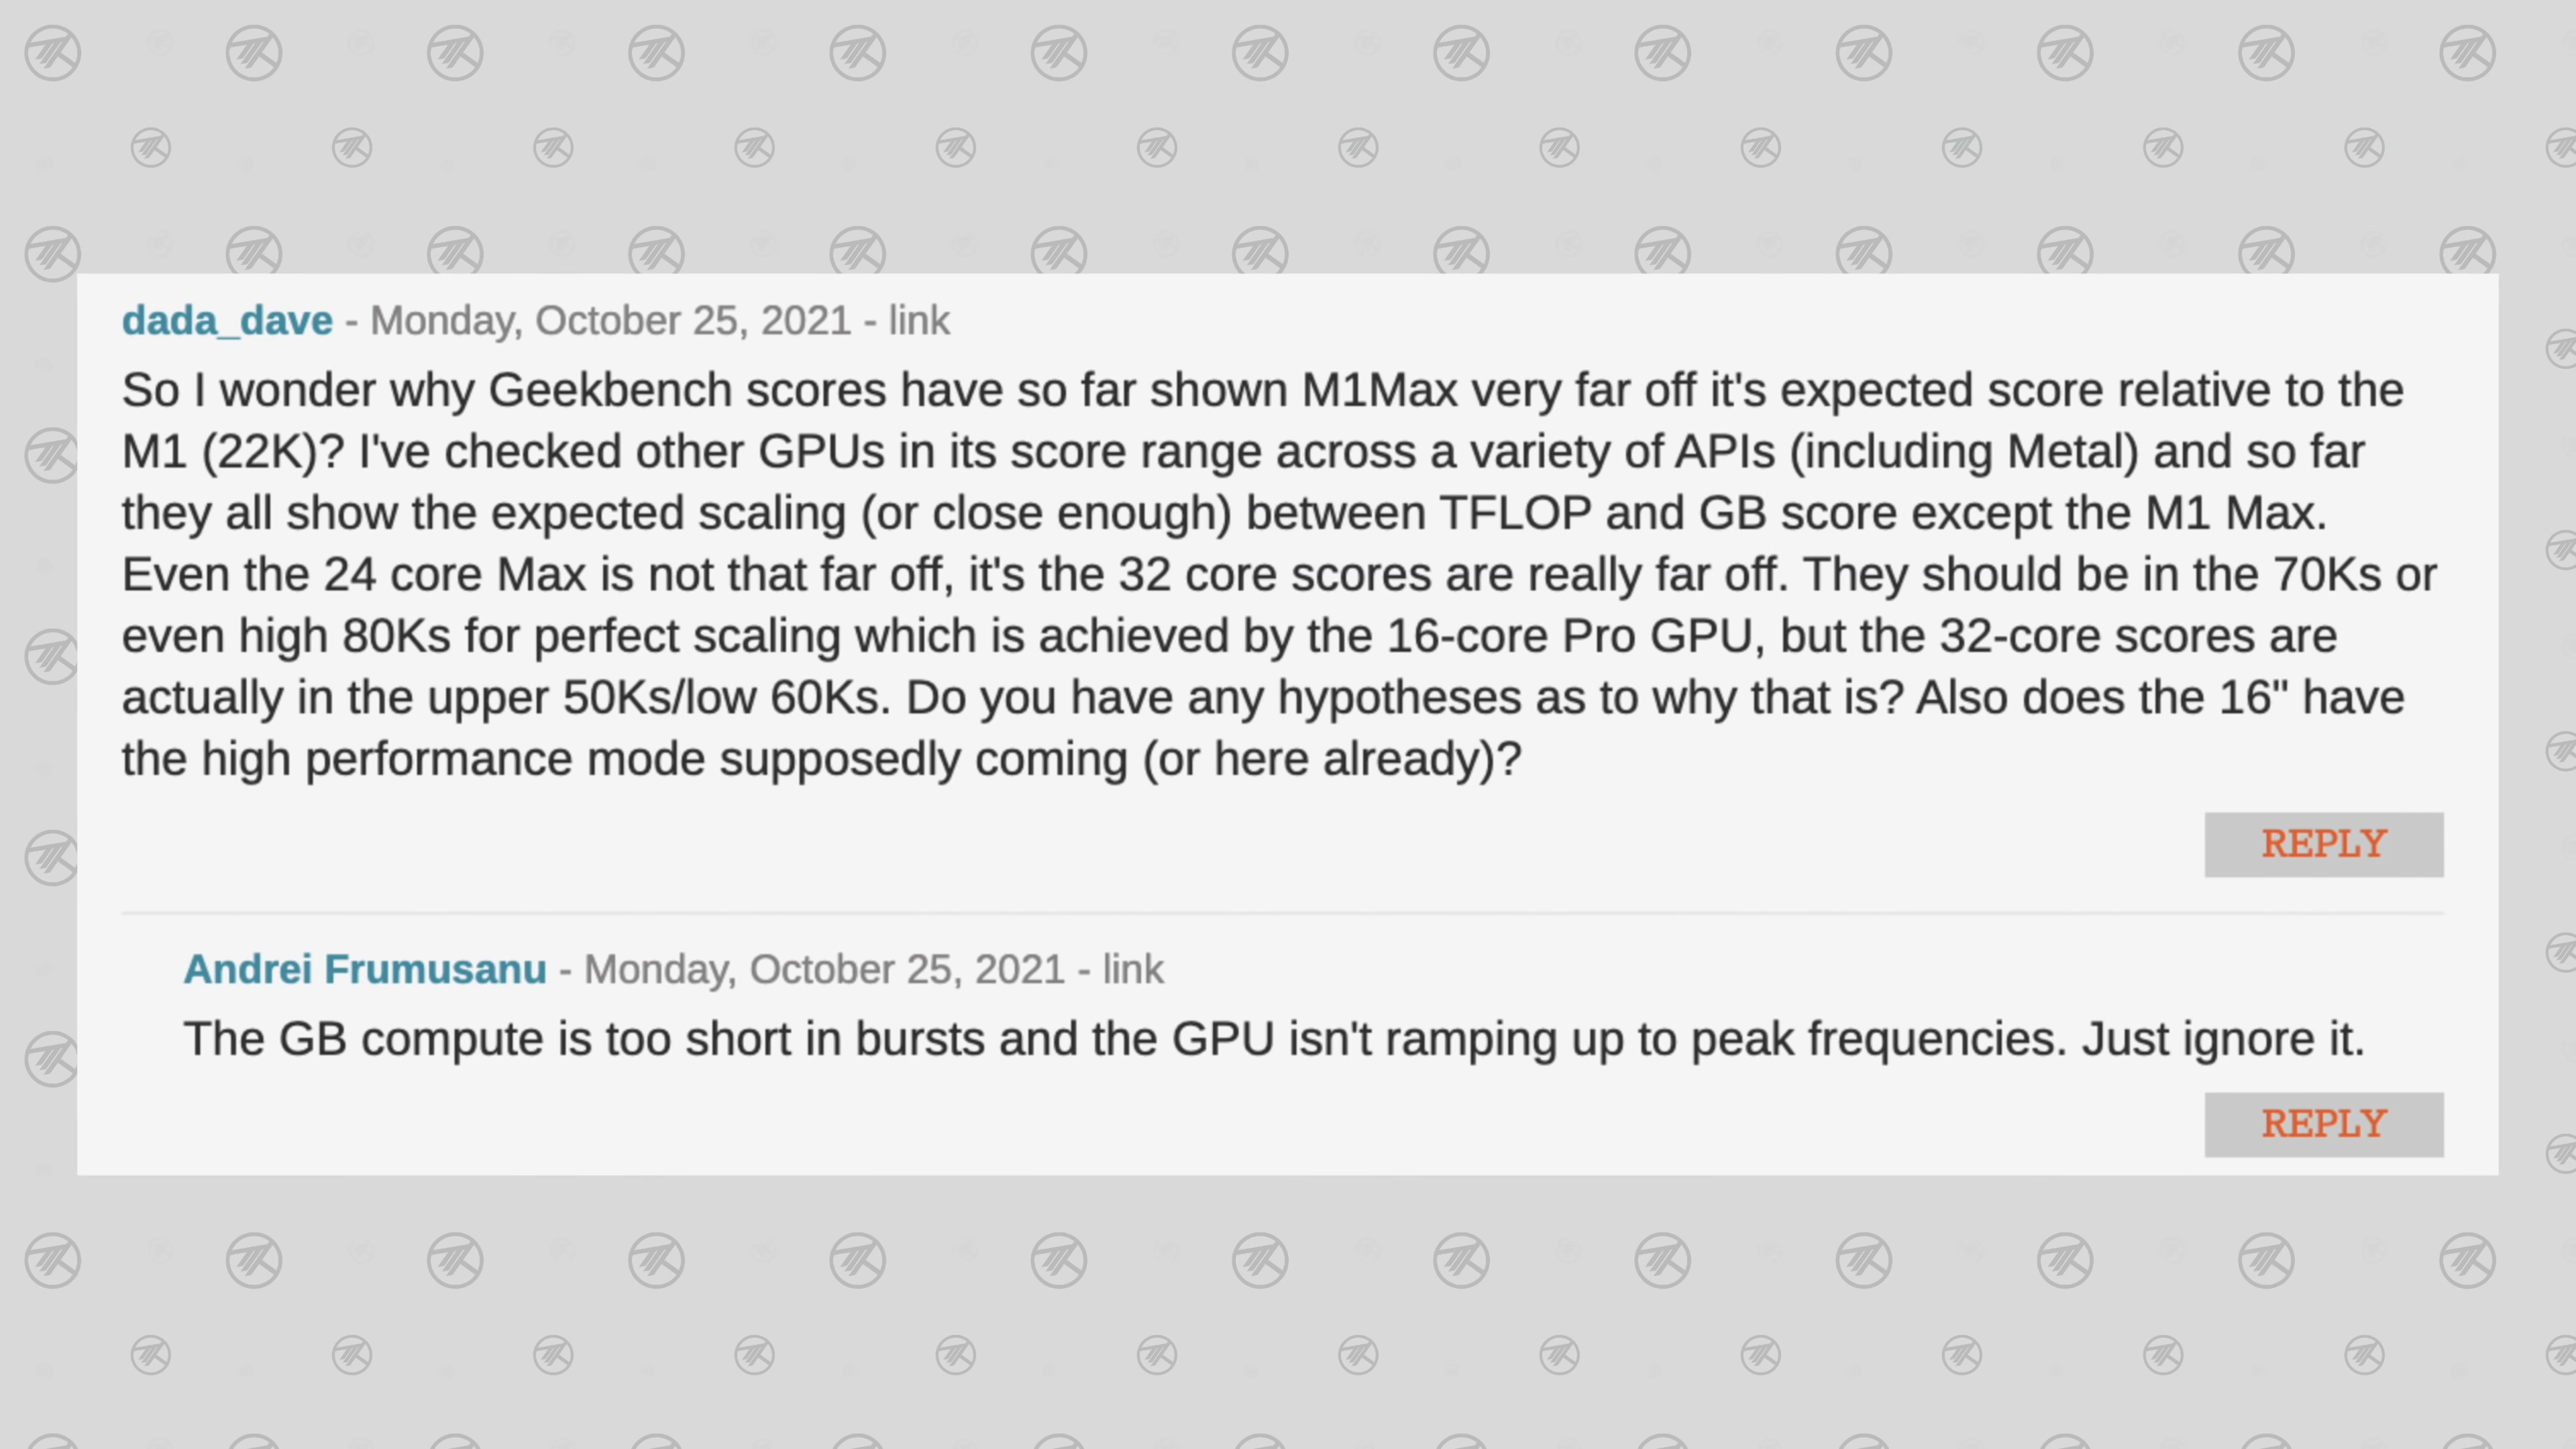 dada_dave - Monday, October 25, 2021 - link
So I wonder why Geekbench scores have so far shown M1Max very far off it's expected score relative to the
M1 (22K)? I've checked other GPUs in its score range across a variety of APIs (including Metal) and so far
they all show the expected scaling (or close enough) between TFLOP and GB score except the M1 Max.
Even the 24 core Max is not that far off, it's the 32 core scores are really far off. They should be in the 70Ks or
even high 80Ks for perfect scaling which is achieved by the 16-core Pro GPU, but the 32-core scores are
actually in the upper 50Ks/low 60Ks. Do you have any hypotheses as to why that is? Also does the 16" have
the high performance mode supposedly coming (or here already)?
REPLY
Andrei Frumusanu - Monday, October 25, 2021 - link
The GB compute is too short in bursts and the GPU isn't ramping up to peak frequencies. Just ignore it.
REPLY